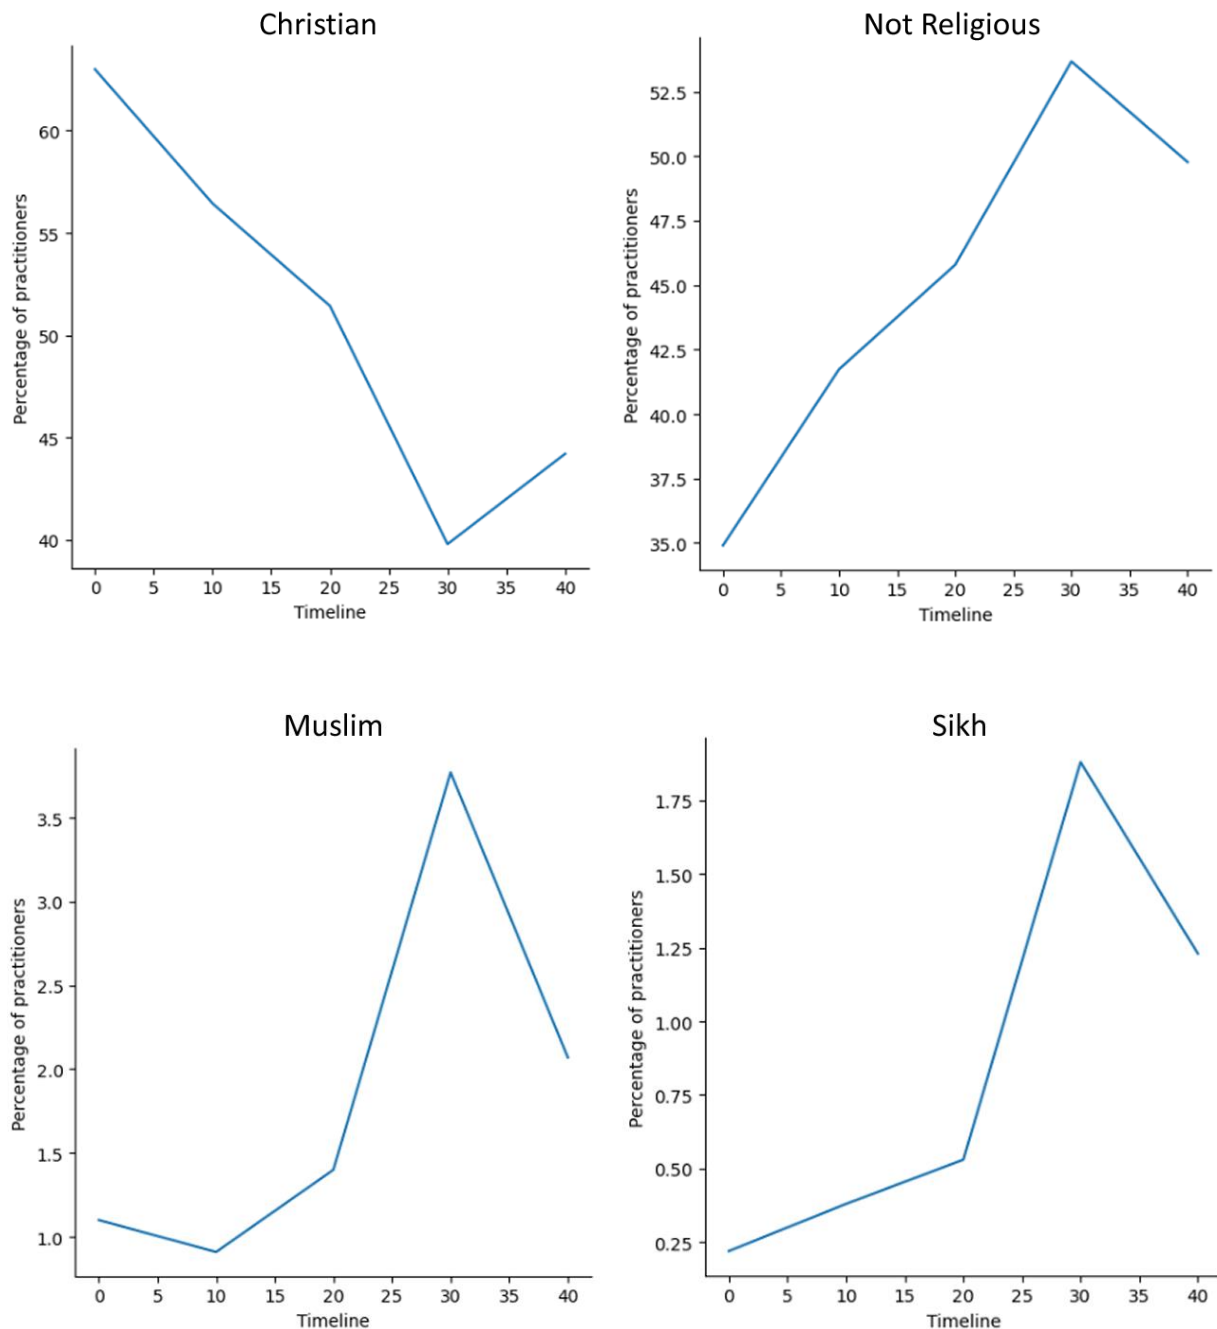 Christian
Percentage of practitioners
60
55
50
45
40
0 5 10 15 20 25 30 35 40
Timeline
Not Religious
Percentage of practitioners
52.5
50.0
47.5
45.0
42.5
40.0
37.5
35.0
0 5 10 15 20 25 30 35 40
Timeline
Muslim
Percentage of practitioners
3.5
3.0
2.5
2.0
1.5
1.0
0 5 10 15 20 25 30 35 40
Timeline
Sikh
Percentage of practitioners
1.75
1.50
1.25
1.00
0.75
0.50
0.25
0 5 10 15 20 25 30 35 40
Timeline